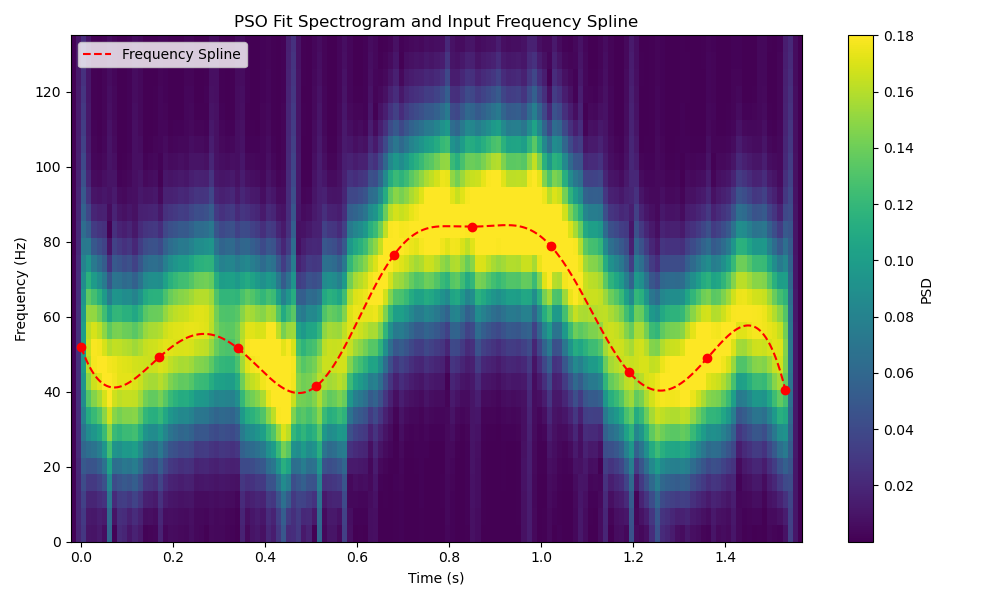 PSO Fit Spectrogram and Input Frequency Spline
Frequency Spline
Frequency (Hz)
120
100
80
60
40
20
0
0.0 0.2 0.4 0.6 0.8 1.0 1.2 1.4
Time (s)
0.18
0.16
0.14
0.12
0.10
0.08
0.06
0.04
0.02
PSD